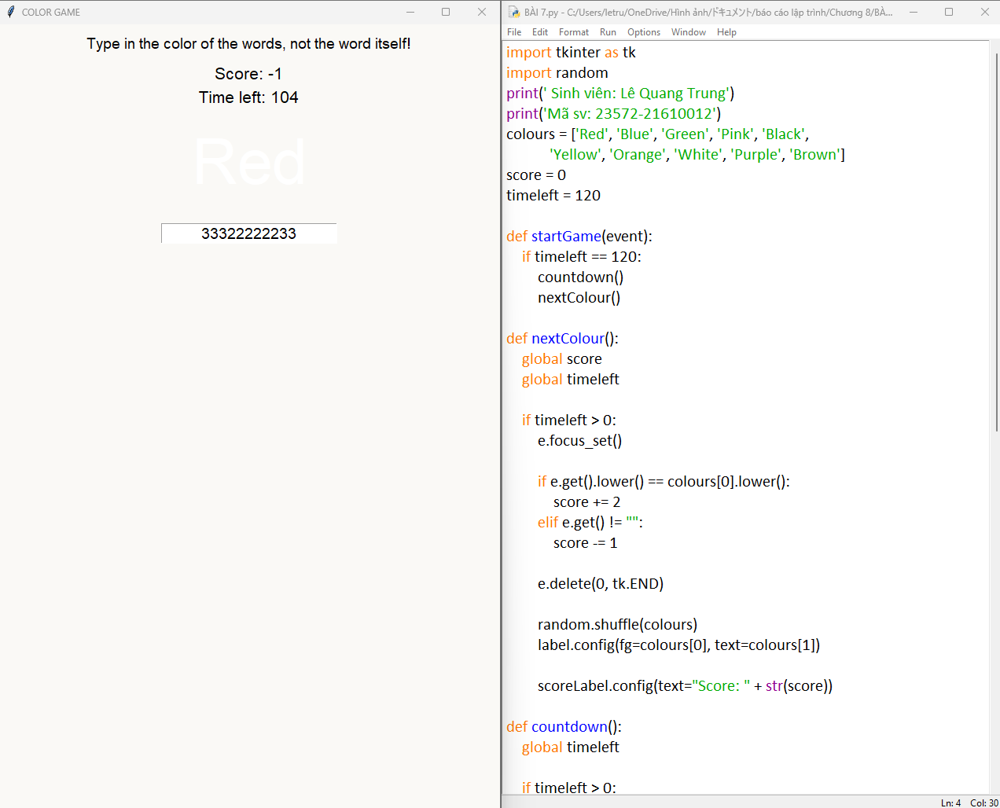 COLOR GAME
Type in the color of the words, not the word itself!
Score: -1
Time left: 104
Red
33322222233
BÀI 7.py - C:/Users/letru/OneDrive/Hình ảnh/ドキュメント/báo cáo lập trình/Chương 8/BÀ...
File Edit Format Run Options Window Help
import tkinter as tk
import random
print(' Sinh viên: Lê Quang Trung')
print('Mã sv: 23572-21610012')
colours = ['Red', 'Blue', 'Green', 'Pink', 'Black',
'Yellow', 'Orange', 'White', 'Purple', 'Brown']
score = 0
timeleft = 120
def startGame(event):
if timeleft == 120:
countdown()
nextColour()
def nextColour():
global score
global timeleft
if timeleft > 0:
e.focus_set()
if e.get().lower() == colours[0].lower():
score += 2
elif e.get() != "":
score -= 1
e.delete(0, tk.END)
random.shuffle(colours)
label.config(fg=colours[0], text=colours[1])
scoreLabel.config(text="Score: " + str(score))
def countdown():
global timeleft
if timeleft > 0:
Ln: 4 Col: 30